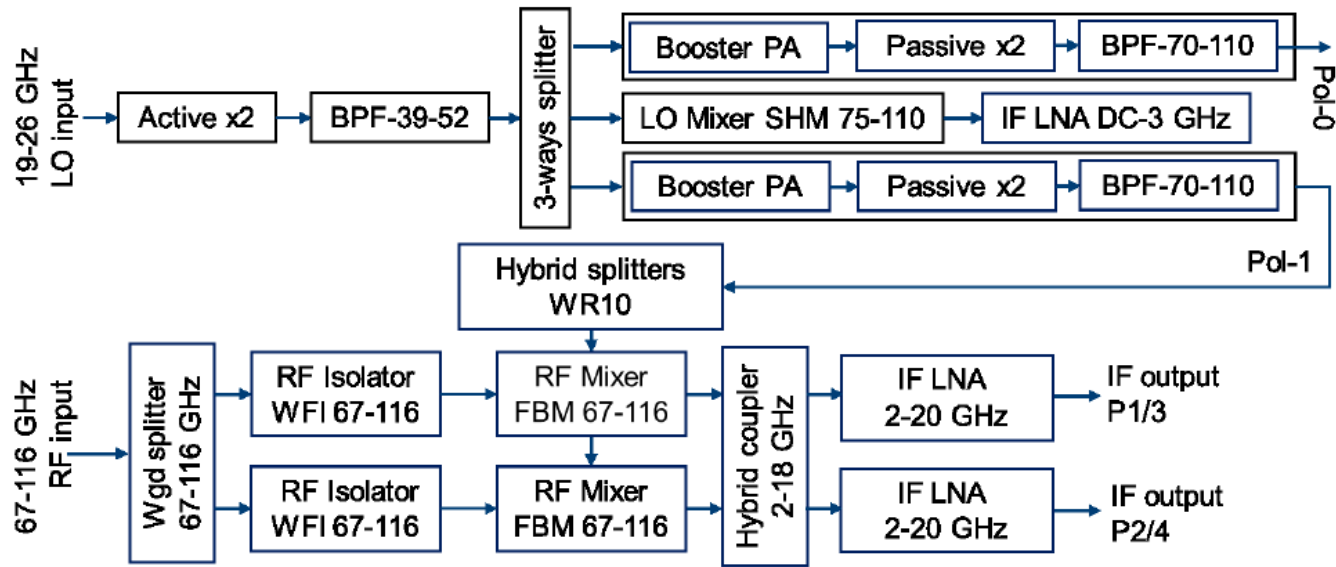 19-26 GHz
LO input
Active x2
BPF-39-52
3-ways splitter
Booster PA
Passive x2
BPF-70-110
Pol-0
LO Mixer SHM 75-110
IF LNA DC-3 GHz
Booster PA
Passive x2
BPF-70-110
Pol-1
Hybrid splitters
WR10
67-116 GHz
RF input
Wgd splitter
67-116 GHz
RF Isolator
WFI 67-116
RF Mixer
FBM 67-116
Hybrid coupler
2-18 GHz
IF LNA
2-20 GHz
IF output
P1/3
RF Isolator
WFI 67-116
RF Mixer
FBM 67-116
IF LNA
2-20 GHz
IF output
P2/4